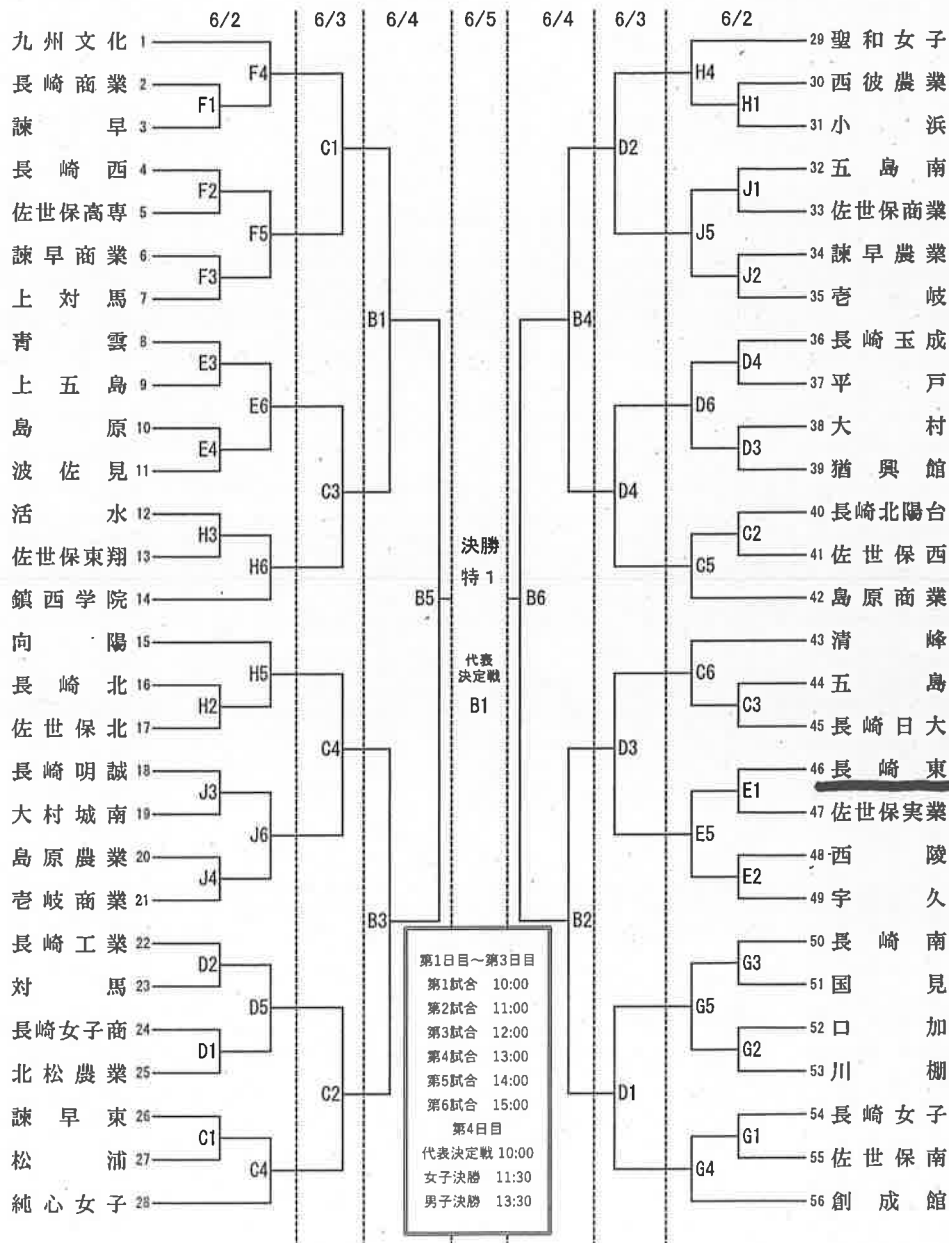 6/2 6/3 6/4 6/5 6/4 6/3 6/2
九州文化 1
長崎商業 2
諫早 3
長崎西 4
佐世保高専 5
諫早商業 6
上対馬 7
青雲 8
上五島 9
島原 10
波佐見 11
活水 12
佐世保東翔 13
鎮西学院 14
向陽 15
長崎北 16
佐世保北 17
長崎明誠 18
大村城南 19
島原農業 20
壱岐商業 21
長崎工業 22
対馬 23
長崎女子商 24
北松農業 25
諫早東 26
松浦 27
純心女子 28
F4
F1
F2
F5
F3
E3
E6
E4
H3
H6
H5
H2
J3
J6
J4
D2
D5
D1
C1
C4
C1
C3
C4
C2
B1
B3
B5
決勝
特1
代表
決定戦
B1
第1日目～第3日目
第1試合 10:00
第2試合 11:00
第3試合 12:00
第4試合 13:00
第5試合 14:00
第6試合 15:00
第4日目
代表決定戦 10:00
女子決勝 11:30
男子決勝 13:30
B6
B4
B2
D2
D4
D3
D1
H4
H1
J1
J5
J2
D4
D6
D3
C2
C5
C6
C3
E1
E5
E2
G3
G5
G2
G1
G4
29 聖和女子
30 西彼農業
31 小浜
32 五島南
33 佐世保商業
34 諫早農業
35 壱岐
36 長崎玉成
37 平戸
38 大村
39 猶興館
40 長崎北陽台
41 佐世保西
42 島原商業
43 清峰
44 五島
45 長崎日大
46 長崎東
47 佐世保実業
48 西陵
49 宇久
50 長崎南
51 国見
52 口加
53 川棚
54 長崎女子
55 佐世保南
56 創成館